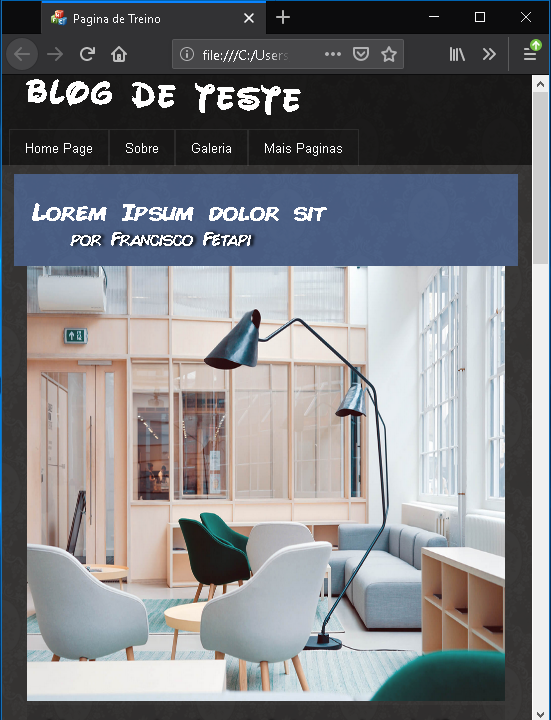 Pagina de Treino
file:///C:/Users
BLOG DE TESTE
Home Page Sobre Galeria Mais Paginas
Lorem Ipsum dolor sit
por Francisco Fetapi